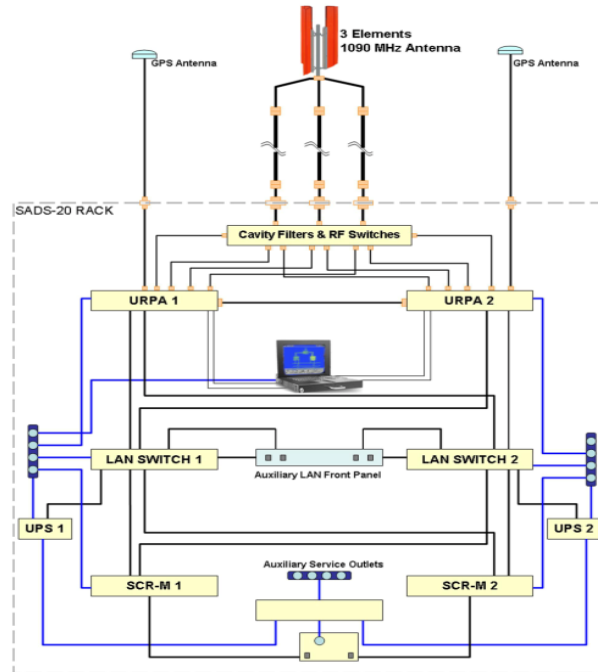 3 Elements
1090 MHz Antenna
GPS Antenna
GPS Antenna
SADS-20 RACK
Cavity Filters & RF Switches
URPA 1
URPA 2
LAN SWITCH 1
LAN SWITCH 2
Auxiliary LAN Front Panel
UPS 1
UPS 2
Auxiliary Service Outlets
SCR-M 1
SCR-M 2